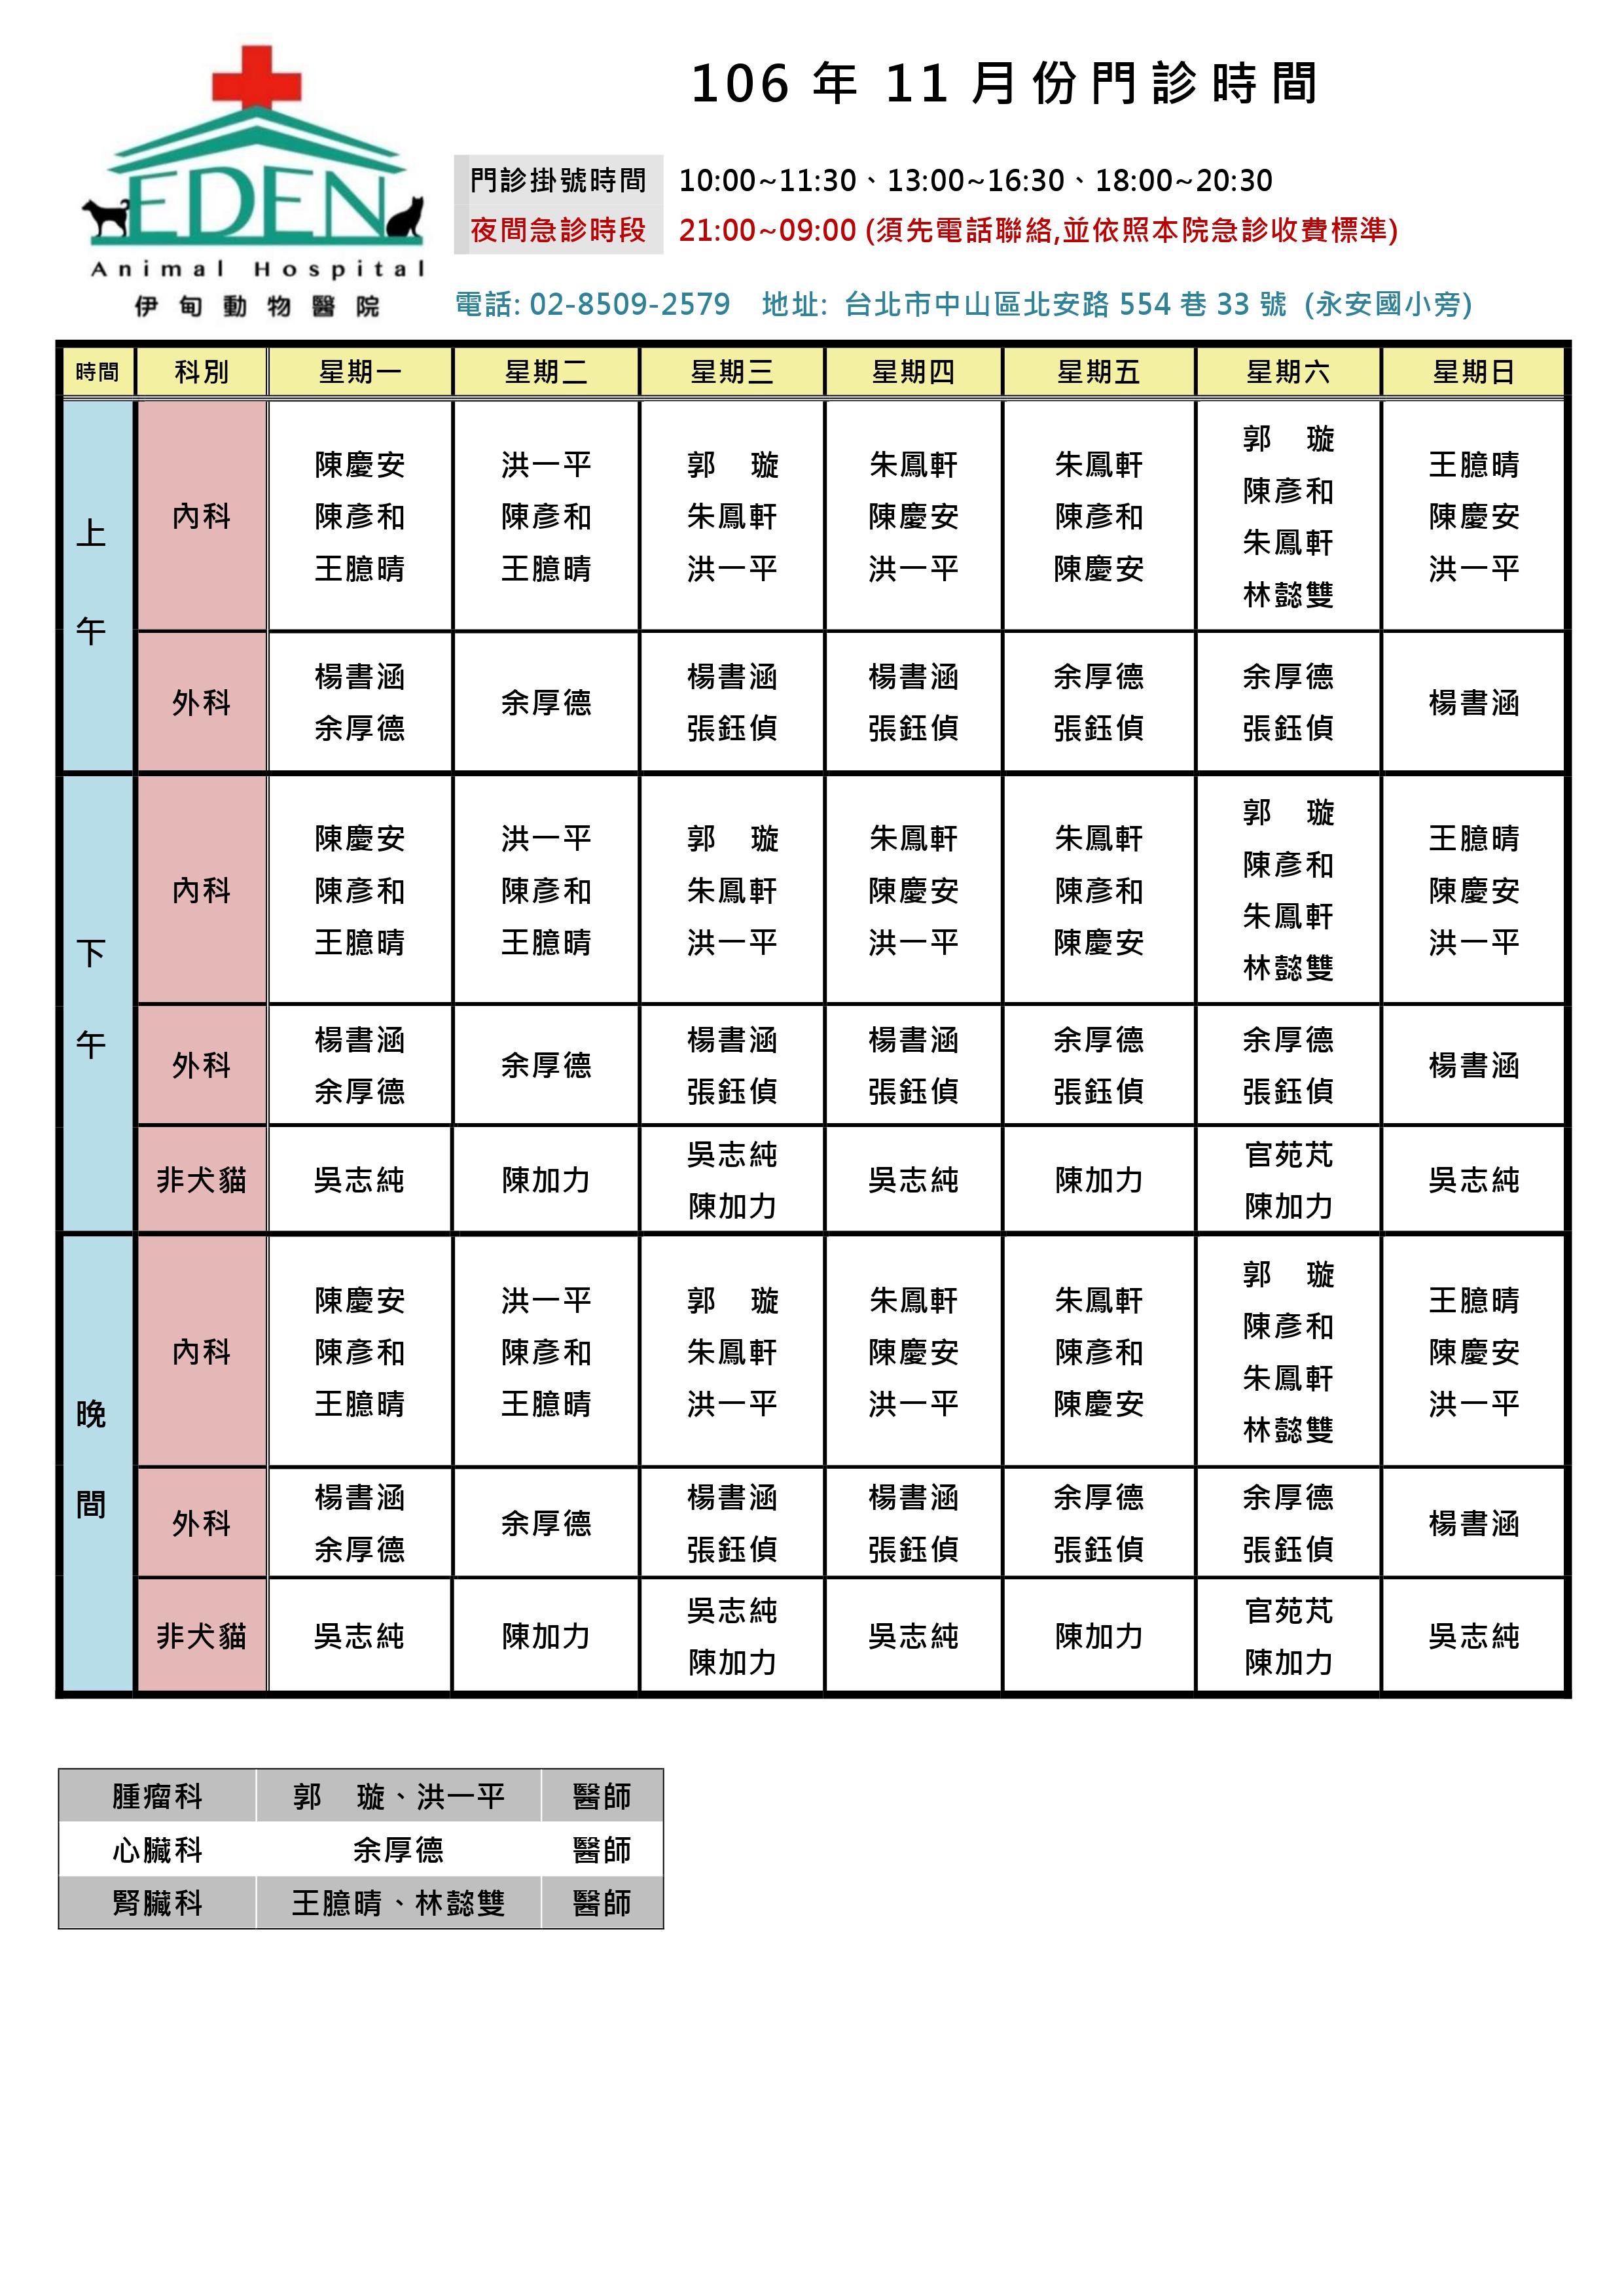 106 年 11 月份門診時間
EDEN
Animal Hospital
伊甸動物醫院
門診掛號時間 10:00~11:30、13:00~16:30、18:00~20:30
夜間急診時段 21:00~09:00 (須先電話聯絡,並依照本院急診收費標準)
電話: 02-8509-2579 地址: 台北市中山區北安路 554 巷 33 號 (永安國小旁)
時間 科別 星期一 星期二 星期三 星期四 星期五 星期六 星期日
上午
內科
陳慶安
陳彥和
王臆晴
洪一平
陳彥和
王臆晴
郭 璇
朱鳳軒
洪一平
朱鳳軒
陳慶安
洪一平
朱鳳軒
陳彥和
陳慶安
郭 璇
陳彥和
朱鳳軒
林懿雙
王臆晴
陳慶安
洪一平
外科
楊書涵
余厚德
余厚德
楊書涵
張鈺偵
楊書涵
張鈺偵
余厚德
張鈺偵
余厚德
張鈺偵
楊書涵
下午
內科
陳慶安
陳彥和
王臆晴
洪一平
陳彥和
王臆晴
郭 璇
朱鳳軒
洪一平
朱鳳軒
陳慶安
洪一平
朱鳳軒
陳彥和
陳慶安
郭 璇
陳彥和
朱鳳軒
林懿雙
王臆晴
陳慶安
洪一平
外科
楊書涵
余厚德
余厚德
楊書涵
張鈺偵
楊書涵
張鈺偵
余厚德
張鈺偵
余厚德
張鈺偵
楊書涵
非犬貓
吳志純
陳加力
吳志純
陳加力
吳志純
陳加力
官苑芃
陳加力
吳志純
晚間
內科
陳慶安
陳彥和
王臆晴
洪一平
陳彥和
王臆晴
郭 璇
朱鳳軒
洪一平
朱鳳軒
陳慶安
洪一平
朱鳳軒
陳彥和
陳慶安
郭 璇
陳彥和
朱鳳軒
林懿雙
王臆晴
陳慶安
洪一平
外科
楊書涵
余厚德
余厚德
楊書涵
張鈺偵
楊書涵
張鈺偵
余厚德
張鈺偵
余厚德
張鈺偵
楊書涵
非犬貓
吳志純
陳加力
吳志純
陳加力
吳志純
陳加力
官苑芃
陳加力
吳志純
腫瘤科 郭 璇、洪一平 醫師
心臟科 余厚德 醫師
腎臟科 王臆晴、林懿雙 醫師